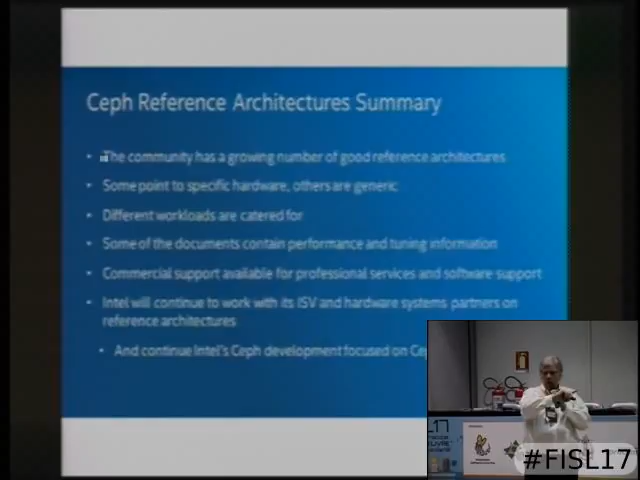 Ceph Reference Architectures Summary
• The community has a growing number of good reference architectures
• Some point to specific hardware, others are generic
• Different workloads are catered for
• Some of the documents contain performance and tuning information
• Commercial support available for professional services and software support
• Intel will continue to work with its ISV and hardware systems partners on
reference architectures
• And continue Intel's Ceph development focused on
L17
#FISL17